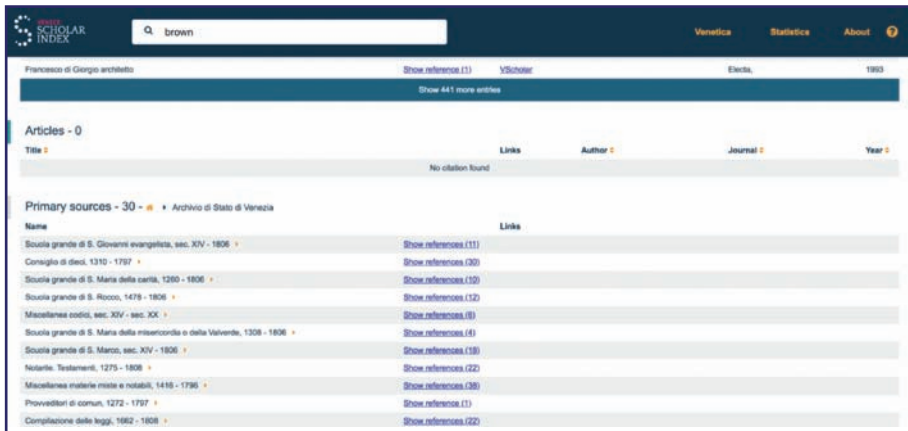 VENICE
SCHOLAR
INDEX
brown
Venetica Statistics About ?
Francesco di Giorgio architetto Show reference (1) VScholar Electa, 1993
Show 441 more entries
Articles - 0
Title Links Author Journal Year
No citation found
Primary sources - 30 - Archivio di Stato di Venezia
Name Links
Scuola grande di S. Giovanni evangelista, sec. XIV - 1806 Show references (11)
Consiglio di dieci, 1310 - 1797 Show references (30)
Scuola grande di S. Maria della carità, 1260 - 1806 Show references (10)
Scuola grande di S. Rocco, 1478 - 1806 Show references (12)
Miscellanea codici, sec. XIV - sec. XX Show references (6)
Scuola grande di S. Maria della misericordia o della Valverde, 1308 - 1806 Show references (4)
Scuola grande di S. Marco, sec. XIV - 1806 Show references (18)
Notarile. Testamenti, 1275 - 1808 Show references (22)
Miscellanea materie miste e notabili, 1416 - 1796 Show references (38)
Provveditori di comun, 1272 - 1797 Show reference (1)
Compilazione delle leggi, 1662 - 1808 Show references (22)